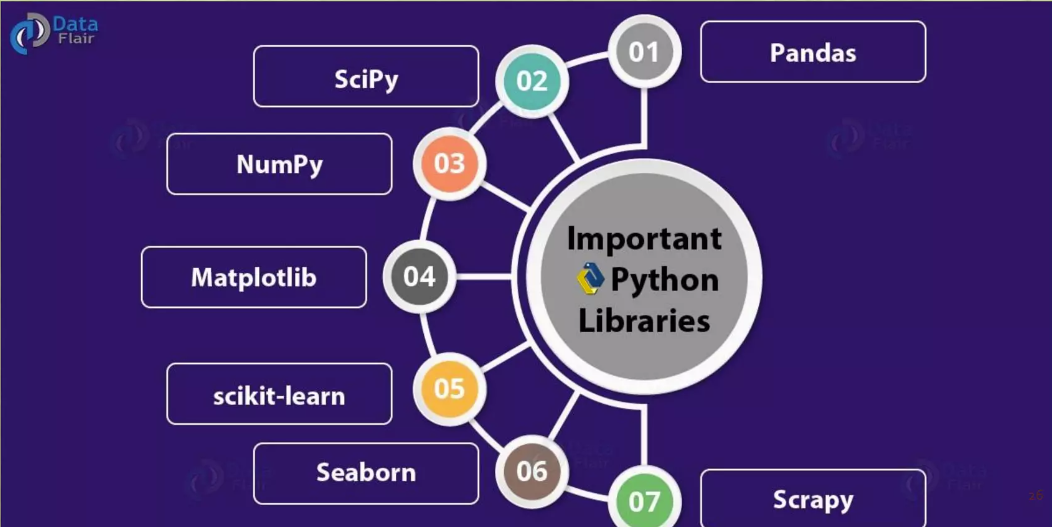 Data
Flair
01
Pandas
SciPy
02
NumPy
03
Matplotlib
04
scikit-learn
05
Seaborn
06
07
Scrapy
Important
Python
Libraries
15